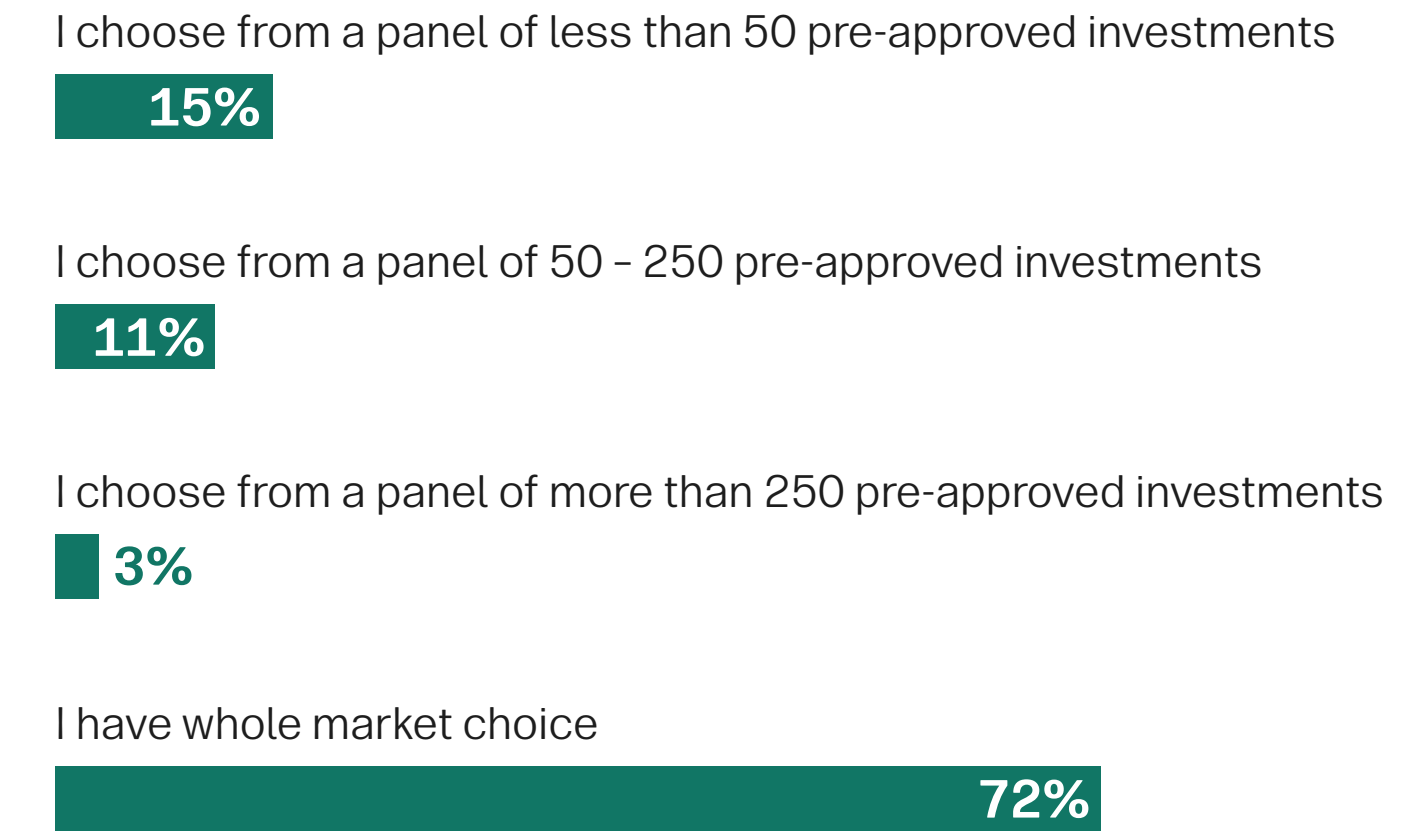 I choose from a panel of less than 50 pre-approved investments
15%
I choose from a panel of 50 – 250 pre-approved investments
11%
I choose from a panel of more than 250 pre-approved investments
3%
I have whole market choice
72%